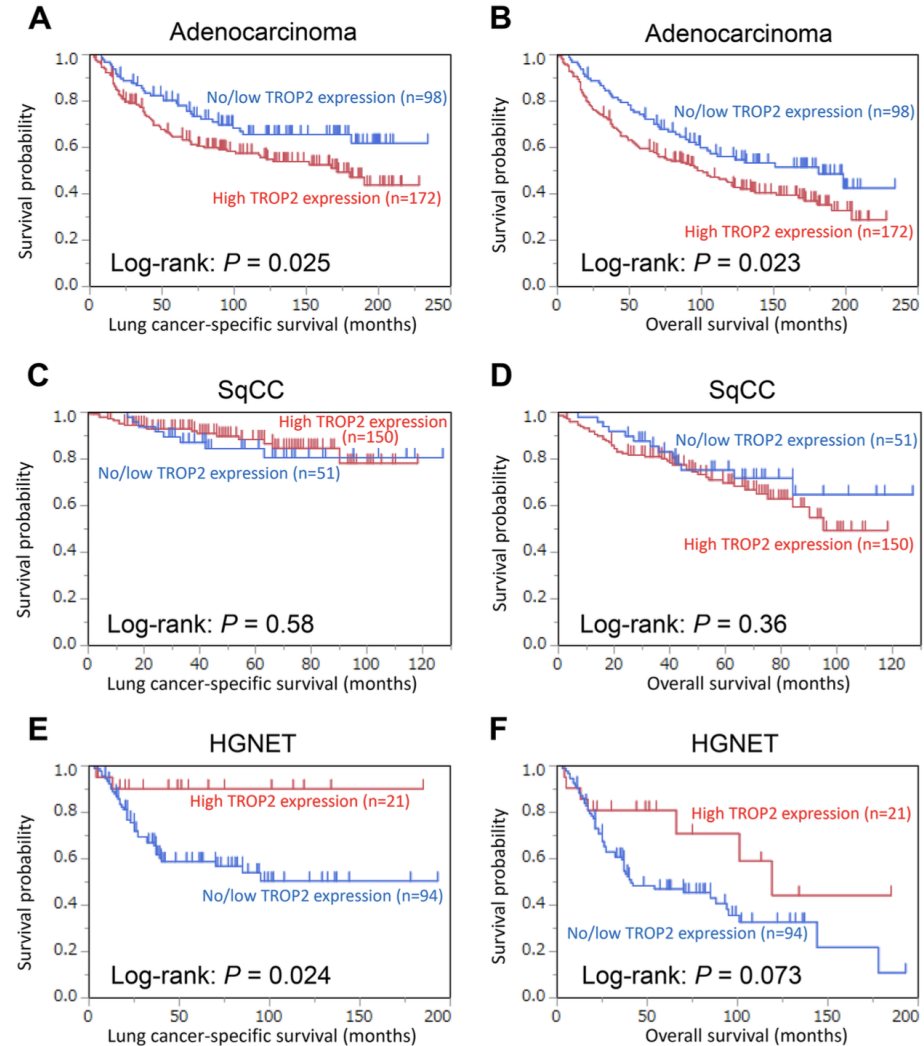 A
Adenocarcinoma
Survival probability
1.0
0.8
0.6
0.4
0.2
0.0
No/low TROP2 expression (n=98)
High TROP2 expression (n=172)
Log-rank: P = 0.025
0 50 100 150 200 250
Lung cancer-specific survival (months)
B
Adenocarcinoma
Survival probability
1.0
0.8
0.6
0.4
0.2
0.0
No/low TROP2 expression (n=98)
High TROP2 expression (n=172)
Log-rank: P = 0.023
0 50 100 150 200 250
Overall survival (months)
C
SqCC
Survival probability
1.0
0.8
0.6
0.4
0.2
0.0
High TROP2 expression
(n=150)
No/low TROP2 expression (n=51)
Log-rank: P = 0.58
0 20 40 60 80 100 120
Lung cancer-specific survival (months)
D
SqCC
Survival probability
1.0
0.8
0.6
0.4
0.2
0.0
No/low TROP2 expression (n=51)
High TROP2 expression (n=150)
Log-rank: P = 0.36
0 20 40 60 80 100 120
Overall survival (months)
E
HGNET
Survival probability
1.0
0.8
0.6
0.4
0.2
0.0
High TROP2 expression (n=21)
No/low TROP2 expression (n=94)
Log-rank: P = 0.024
0 50 100 150 200
Lung cancer-specific survival (months)
F
HGNET
Survival probability
1.0
0.8
0.6
0.4
0.2
0.0
High TROP2 expression (n=21)
No/low TROP2 expression (n=94)
Log-rank: P = 0.073
0 50 100 150 200
Overall survival (months)